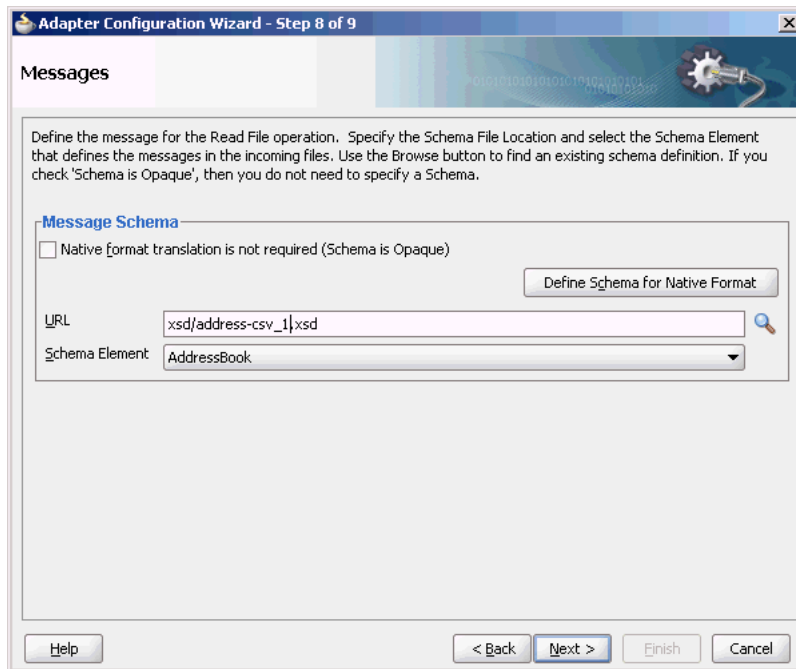 Adapter Configuration Wizard - Step 8 of 9
Messages
Define the message for the Read File operation. Specify the Schema File Location and select the Schema Element
that defines the messages in the incoming files. Use the Browse button to find an existing schema definition. If you
check 'Schema is Opaque', then you do not need to specify a Schema.
Message Schema
Native format translation is not required (Schema is Opaque)
Define Schema for Native Format
URL xsd/address-csv_1.xsd
Schema Element AddressBook
Help < Back Next > Finish Cancel